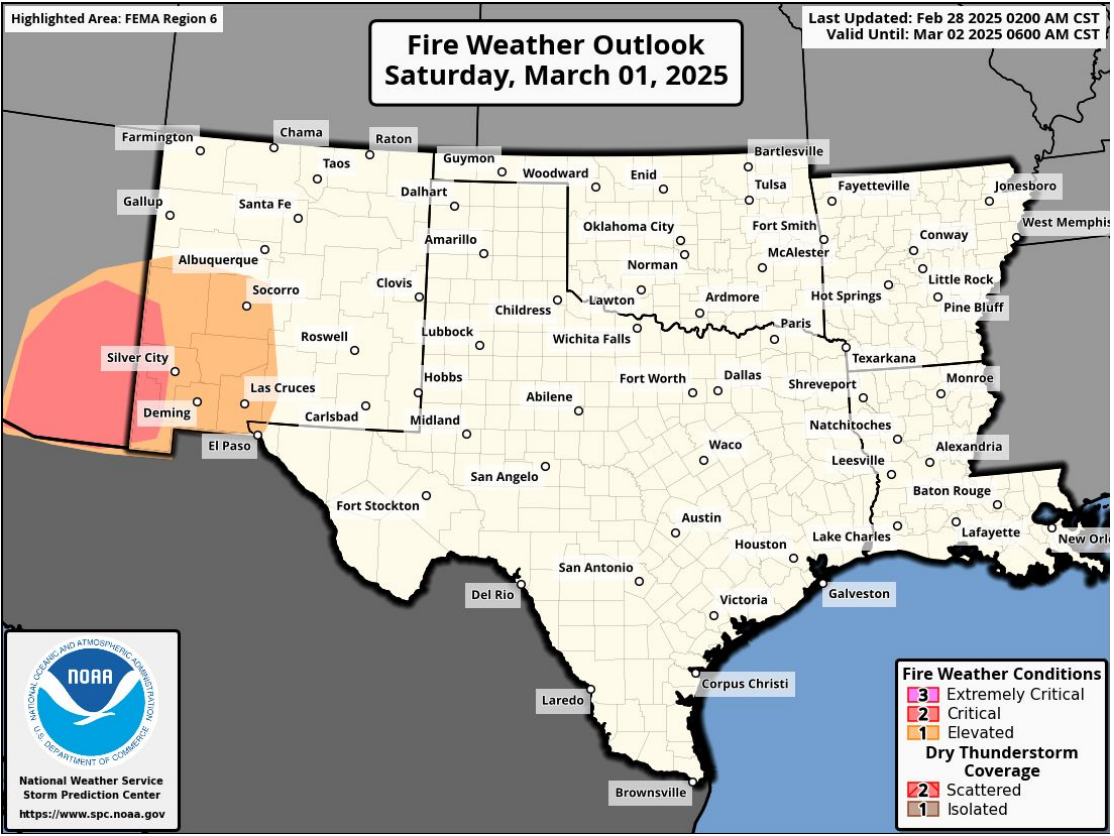 Highlighted Area: FEMA Region 6
Fire Weather Outlook
Saturday, March 01, 2025
Last Updated: Feb 28 2025 0200 AM CST
Valid Until: Mar 02 2025 0600 AM CST
Farmington
Chama
Raton
Taos
Guymon
Woodward
Enid
Bartlesville
Dalhart
Tulsa
Fayetteville
Jonesboro
Gallup
Santa Fe
Oklahoma City
Fort Smith
West Memphis
Amarillo
Conway
Albuquerque
Norman
McAlester
Socorro
Clovis
Little Rock
Childress
Lawton
Ardmore
Hot Springs
Pine Bluff
Roswell
Lubbock
Wichita Falls
Paris
Silver City
Texarkana
Las Cruces
Hobbs
Fort Worth
Dallas
Shreveport
Monroe
Deming
Carlsbad
Abilene
Midland
Natchitoches
El Paso
Waco
Alexandria
San Angelo
Leesville
Fort Stockton
Baton Rouge
Austin
Houston
Lake Charles
Lafayette
New Orl
San Antonio
Del Rio
Galveston
Victoria
Corpus Christi
Laredo
Brownsville
NATIONAL OCEANIC AND ATMOSPHERIC ADMINISTRATION
NOAA
U.S. DEPARTMENT OF COMMERCE
National Weather Service
Storm Prediction Center
https://www.spc.noaa.gov
Fire Weather Conditions
3 Extremely Critical
2 Critical
1 Elevated
Dry Thunderstorm
Coverage
2 Scattered
1 Isolated